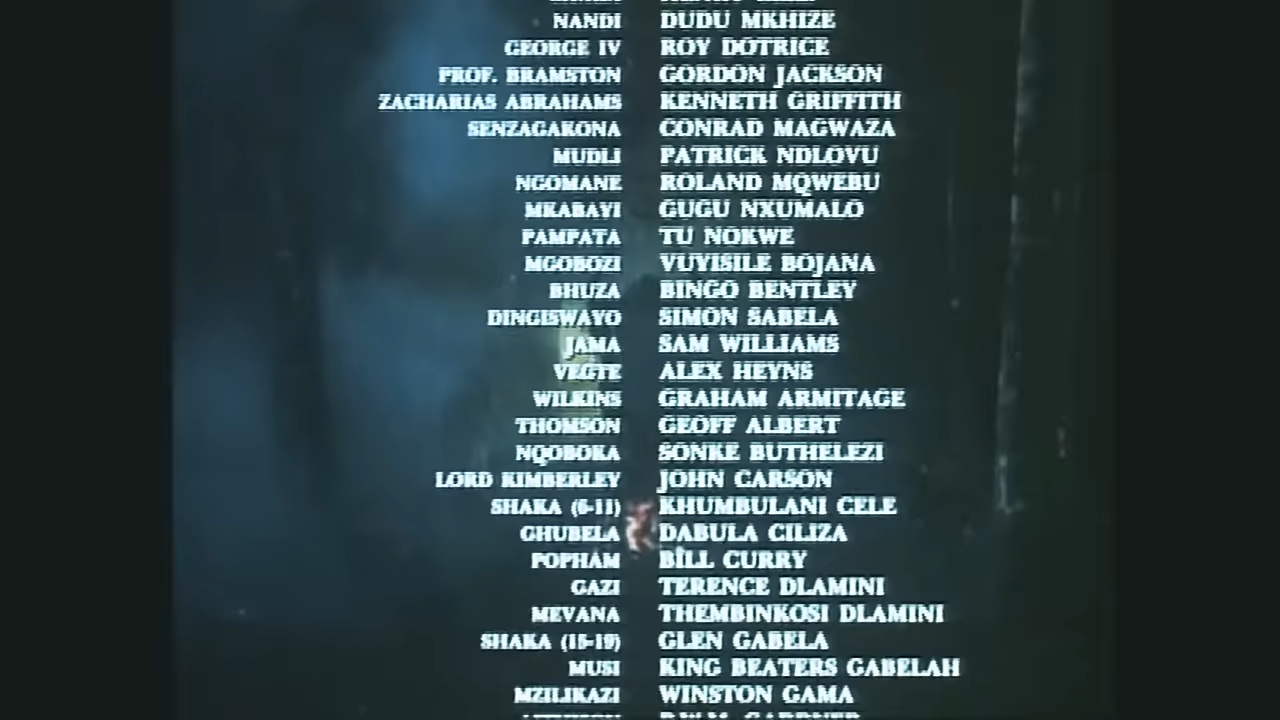 NANDI DUDU MKHIZE
GEORGE IV ROY DOTRICE
PROF. BRAMSTON GORDON JACKSON
ZACHARIAS ABRAHAMS KENNETH GRIFFITH
SENZAGAKONA CONRAD MAGWAZA
MUDLI PATRICK NDLOVU
NGOMANE ROLAND MQWEBU
MKABAYI GUGU NXUMALO
PAMPATA TU NOKWE
MGOBOZI VUYISILE BOJANA
BHUZA BINGO BENTLEY
DINGISWAYO SIMON SABELA
JAMA SAM WILLIAMS
VEGTE ALEX HEYNS
WILKINS GRAHAM ARMITAGE
THOMSON GEOFF ALBERT
NQOBOKA SONKE BUTHELEZI
LORD KIMBERLEY JOHN CARSON
SHAKA (6-11) KHUMBULANI CELE
GHUBELA DABULA CILIZA
POPHAM BILL CURRY
GAZI TERENCE DLAMINI
MEVANA THEMBINKOSI DLAMINI
SHAKA (15-19) GLEN GABELA
MUSI KING BEATERS GABELAH
MZILIKAZI WINSTON GAMA